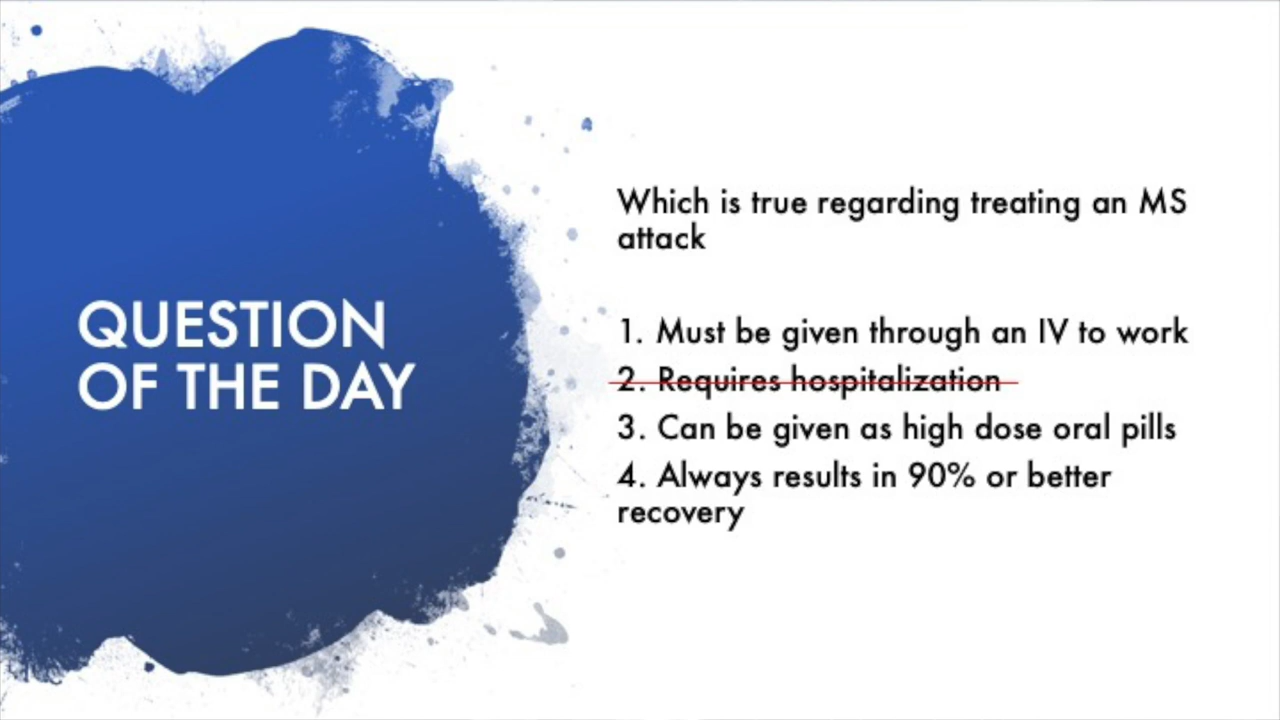 QUESTION
OF THE DAY
Which is true regarding treating an MS
attack
1. Must be given through an IV to work
2. Requires hospitalization
3. Can be given as high dose oral pills
4. Always results in 90% or better
recovery